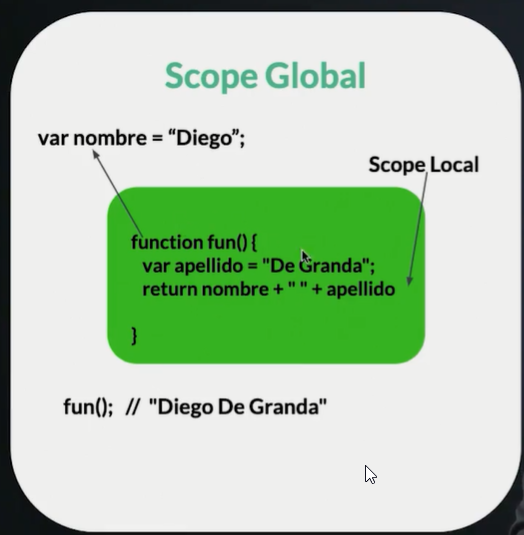 Scope Global
var nombre = “Diego”;
Scope Local
function fun() {
var apellido = "De Granda";
return nombre + " " + apellido
}
fun();  // "Diego De Granda"